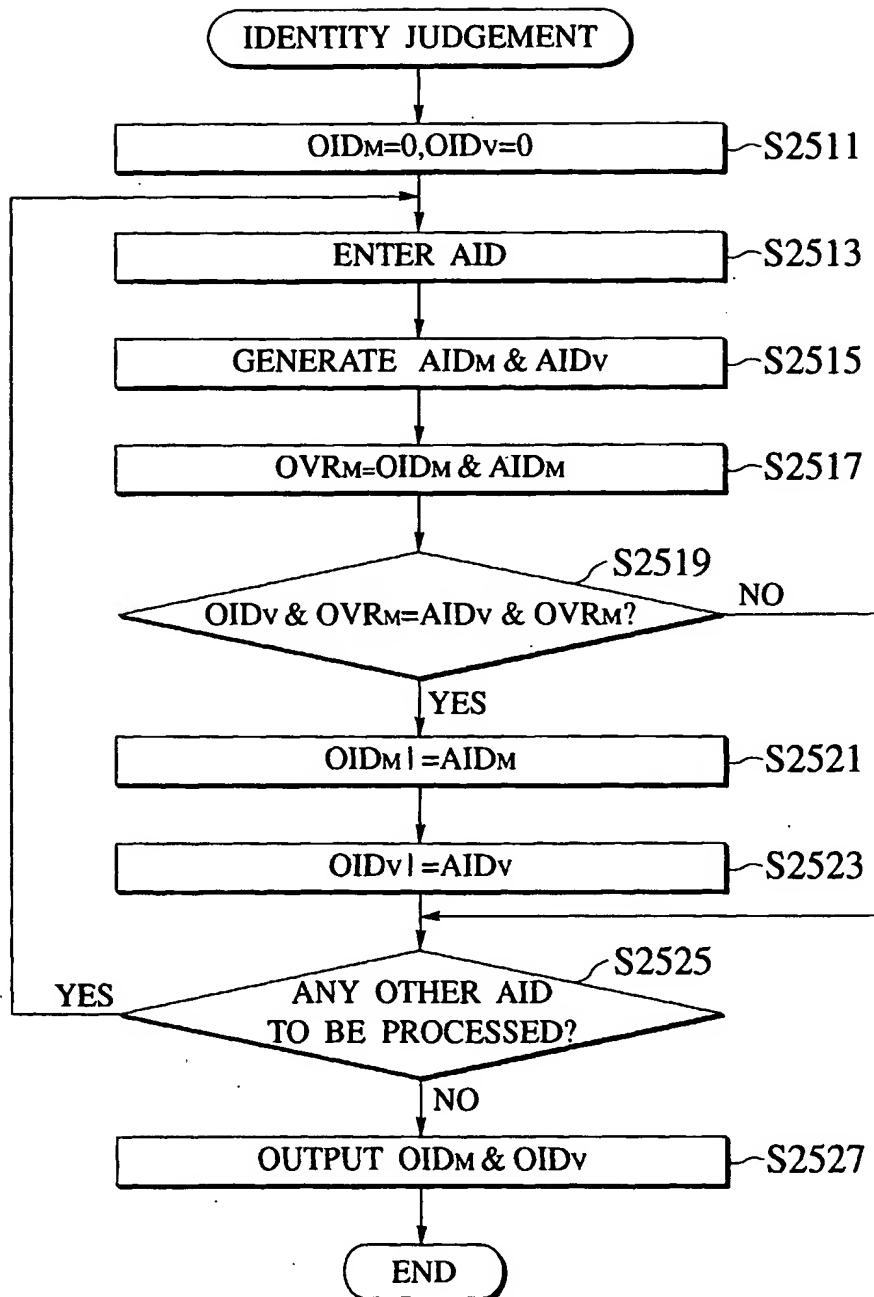 IDENTITY JUDGEMENT
OIDM=0,OIDV=0
S2511
ENTER AID
S2513
GENERATE AIDM & AIDV
S2515
OVRM=OIDM & AIDM
S2517
S2519
OIDV & OVRM=AIDV & OVRM?
NO
YES
OIDM|=AIDM
S2521
OIDV|=AIDV
S2523
S2525
YES
ANY OTHER AID
TO BE PROCESSED?
NO
OUTPUT OIDM & OIDV
S2527
END